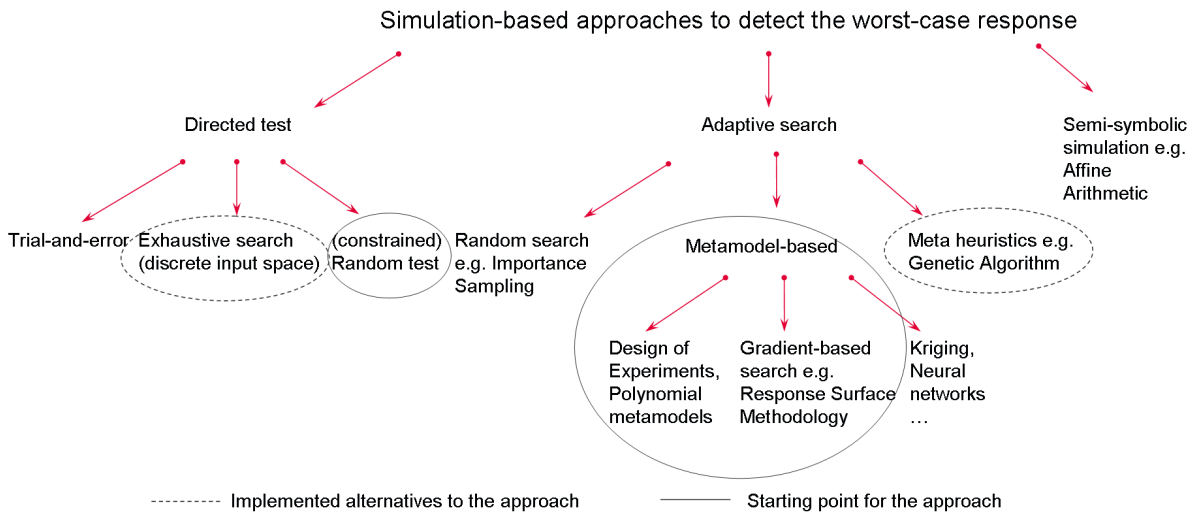 Simulation-based approaches to detect the worst-case response
Directed test
Adaptive search
Semi-symbolic
simulation e.g.
Affine
Arithmetic
Trial-and-error
Exhaustive search
(discrete input space)
(constrained)
Random test
Random search
e.g. Importance
Sampling
Metamodel-based
Meta heuristics e.g.
Genetic Algorithm
Design of
Experiments,
Polynomial
metamodels
Gradient-based
search e.g.
Response Surface
Methodology
Kriging,
Neural
networks
…
Implemented alternatives to the approach
Starting point for the approach